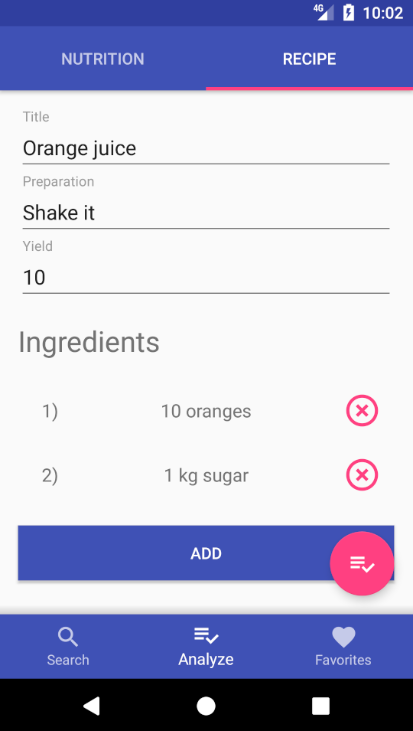 4G 10:02
NUTRITION RECIPE
Title
Orange juice
Preparation
Shake it
Yield
10
Ingredients
1) 10 oranges
2) 1 kg sugar
ADD
Search Analyze Favorites